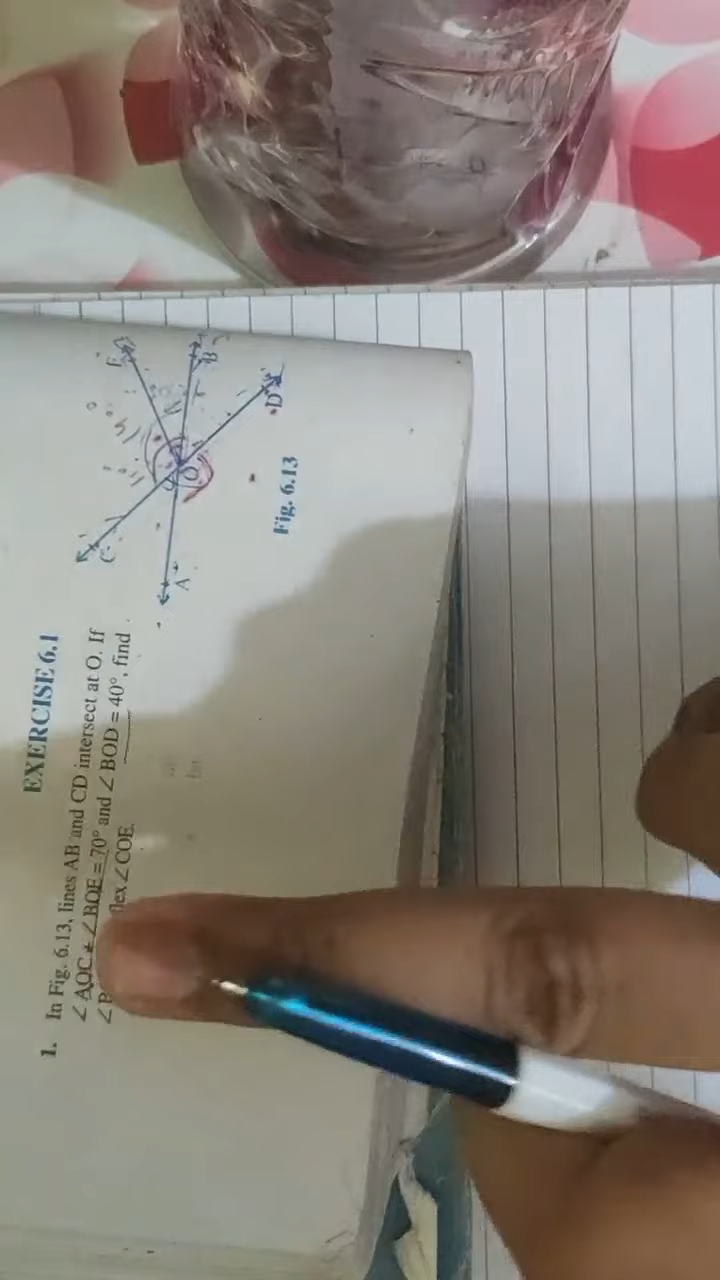 EXERCISE 6.1
1. In Fig. 6.13, lines AB and CD intersect at O. If
∠ AOC + ∠ BOE = 70° and ∠ BOD = 40°, find
∠ COE.
E
B
C
O
D
A
Fig. 6.13